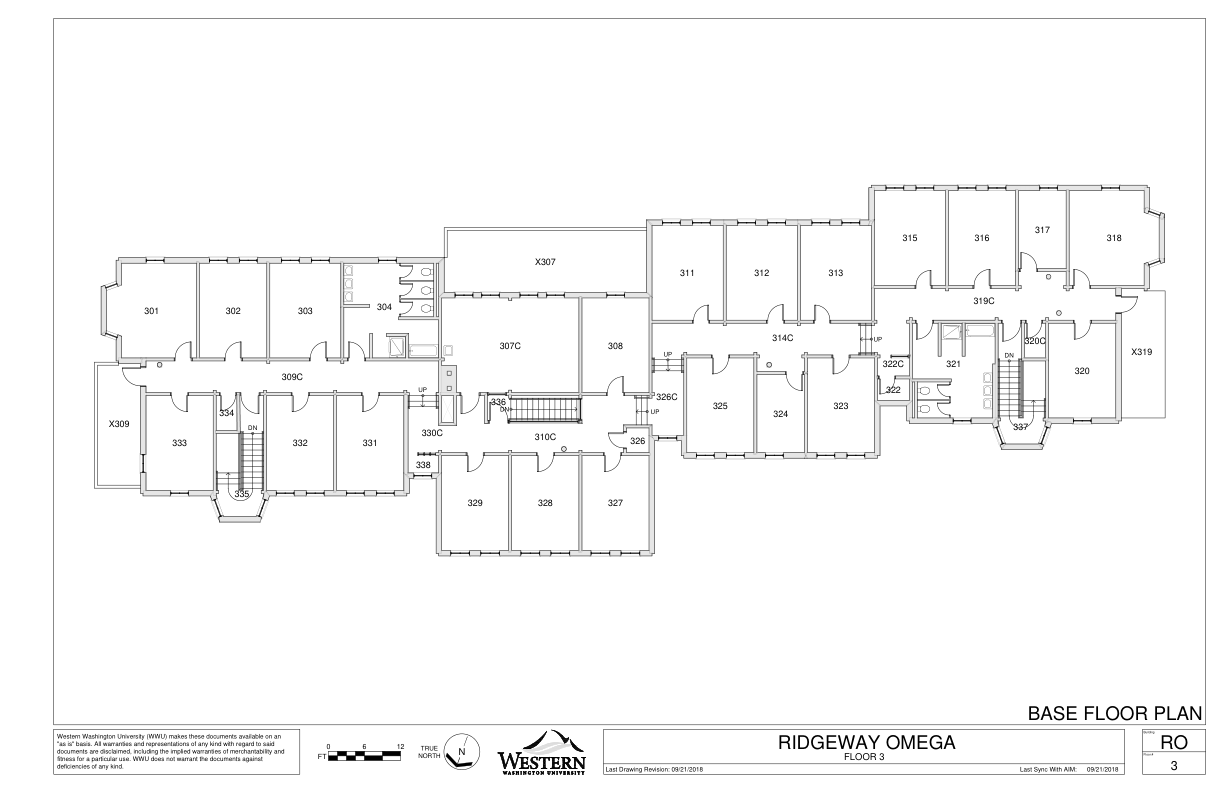 315
316
317
318
X307
311
312
313
301
302
303
304
319C
307C
308
314C
UP
320C
321
X319
DN
322C
320
322
309C
UP
UP
326C
336
DN
UP
325
324
323
334
X309
333
DN
332
331
330C
310C
326
337
338
335
329
328
327
BASE FLOOR PLAN
Western Washington University (WWU) makes these documents available on an
"as is" basis. All warranties and representations of any kind with regard to said
documents are disclaimed, including the implied warranties of merchantability and
fitness for a particular use. WWU does not warrant the documents against
deficiencies of any kind.
0 6 12
FT
TRUE
NORTH
N
WESTERN
WASHINGTON UNIVERSITY
RIDGEWAY OMEGA
FLOOR 3
Last Drawing Revision: 09/21/2018
Last Sync With AIM: 09/21/2018
RO
3